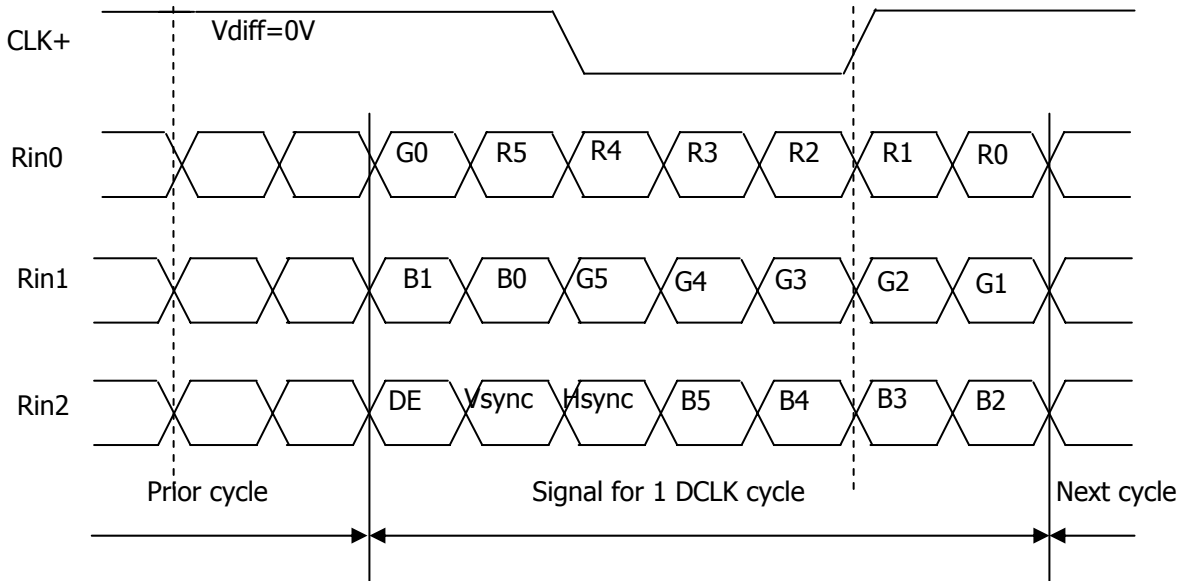 CLK+ Vdiff=0V
Rin0 G0 R5 R4 R3 R2 R1 R0
Rin1 B1 B0 G5 G4 G3 G2 G1
Rin2 DE Vsync Hsync B5 B4 B3 B2
Prior cycle Signal for 1 DCLK cycle Next cycle